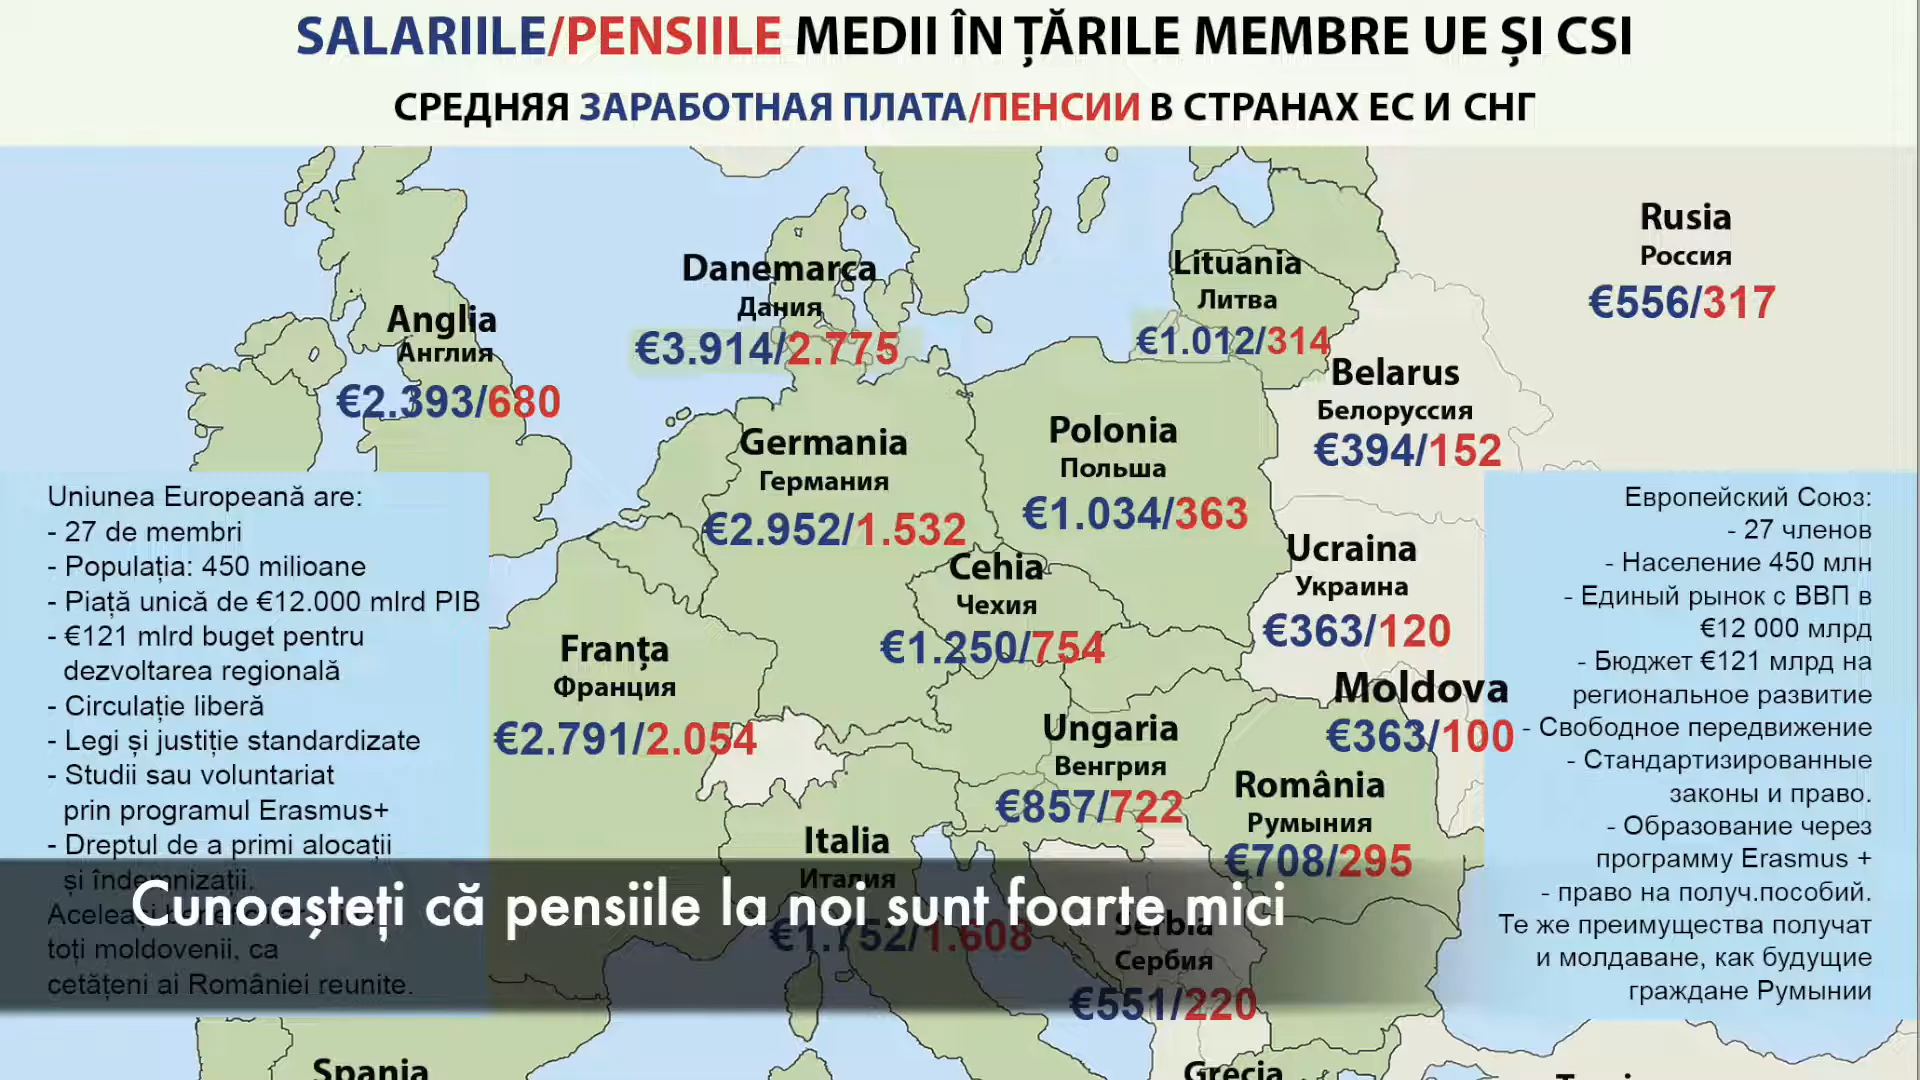 SALARIILE/PENSIILE MEDII ÎN ȚĂRILE MEMBRE UE ȘI CSI
СРЕДНЯЯ ЗАРАБОТНАЯ ПЛАТА/ПЕНСИИ В СТРАНАХ ЕС И СНГ
Rusia
Россия
€556/317
Danemarca
Дания
€3.914/2.775
Lituania
Литва
€1.012/314
Anglia
Англия
€2.393/680
Belarus
Белоруссия
€394/152
Germania
Германия
€2.952/1.532
Polonia
Польша
€1.034/363
Ucraina
Украина
€363/120
Cehia
Чехия
€1.250/754
Franța
Франция
€2.791/2.054
Moldova
€363/100
Ungaria
Венгрия
€857/722
România
Румыния
€708/295
Italia
Италия
€1.752/1.608
Serbia
Сербия
€551/220
Spania
Grecia
Uniunea Europeană are:
- 27 de membri
- Populația: 450 milioane
- Piață unică de €12.000 mlrd PIB
- €121 mlrd buget pentru
dezvoltarea regională
- Circulație liberă
- Legi și justiție standardizate
- Studii sau voluntariat
prin programul Erasmus+
- Dreptul de a primi alocații
și îndemnizații.
toți moldovenii, ca
cetățeni ai României reunite.
Европейский Союз:
- 27 членов
- Население 450 млн
- Единый рынок с ВВП в
€12 000 млрд
- Бюджет €121 млрд на
региональное развитие
- Свободное передвижение
- Стандартизированные
законы и право.
- Образование через
программу Erasmus +
- право на получ.пособий.
Те же преимущества получат
и молдаване, как будущие
граждане Румынии
Cunoașteți că pensiile la noi sunt foarte mici